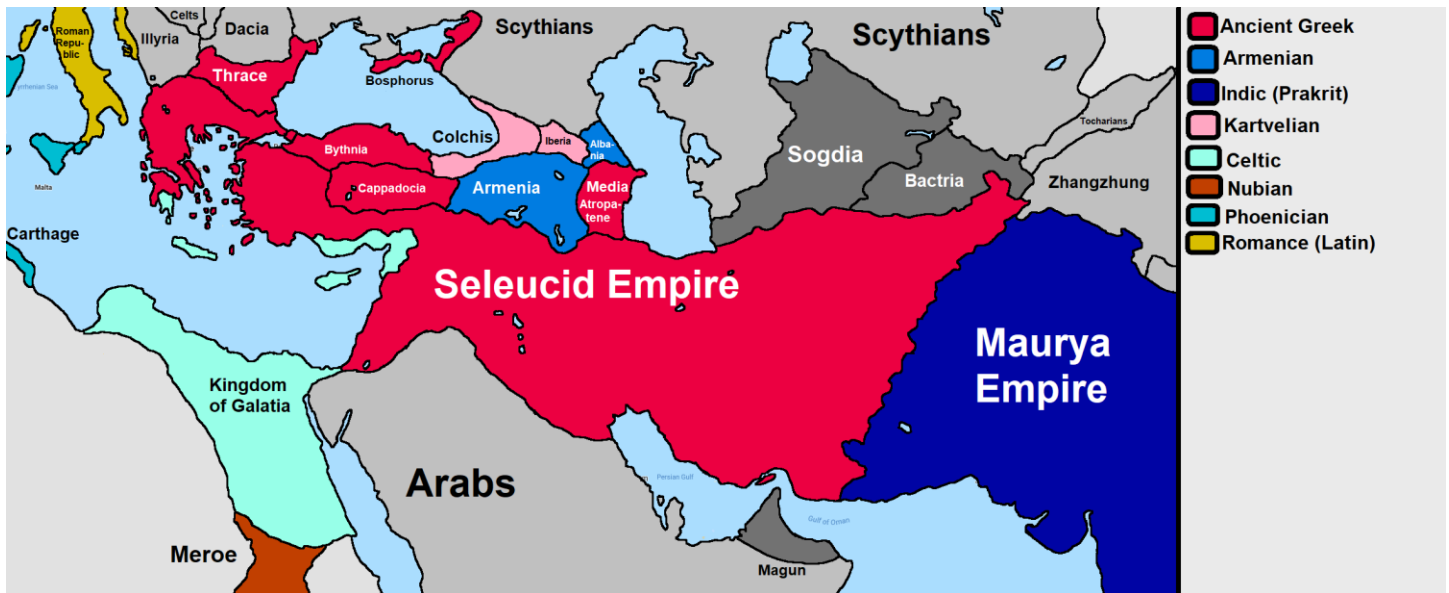 Celts
Scythians
Scythians
Roman
Repu-
blic
Illyria
Dacia
Thrace
Bosphorus
Colchis
Iberia
Alba-
nia
Tocharians
Bythnia
Sogdia
Bactria
Zhangzhung
Malta
Cappadocia
Armenia
Media
Atropa-
tene
Carthage
Seleucid Empire
Maurya
Empire
Kingdom
of Galatia
Arabs
Persian Gulf
Gulf of Oman
Meroe
Magun
Ancient Greek
Armenian
Indic (Prakrit)
Kartvelian
Celtic
Nubian
Phoenician
Romance (Latin)